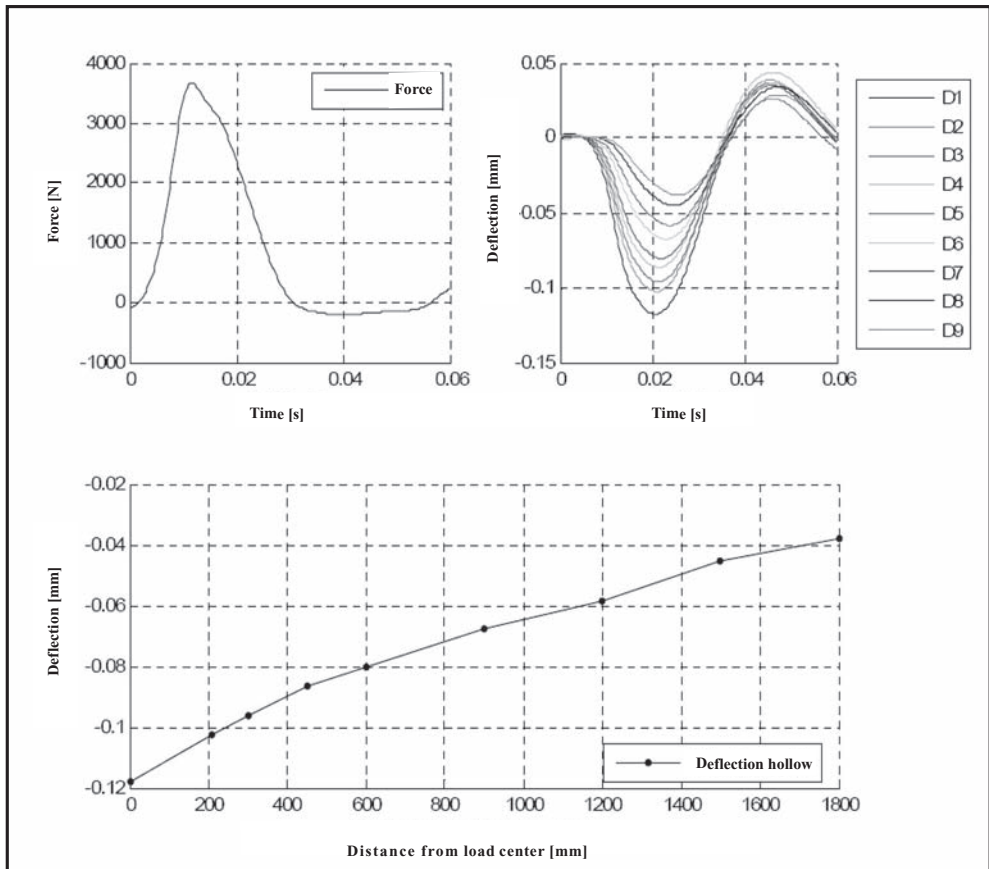 4000
3000
2000
1000
0
-1000
0
0.02
0.04
0.06
Force
Force [N]
Time [s]
0.05
0
-0.05
-0.1
-0.15
0
0.02
0.04
0.06
Deflection [mm]
Time [s]
D1
D2
D3
D4
D5
D6
D7
D8
D9
-0.02
-0.04
-0.06
-0.08
-0.1
-0.12
0
200
400
600
800
1000
1200
1400
1600
1800
Deflection [mm]
Deflection hollow
Distance from load center [mm]